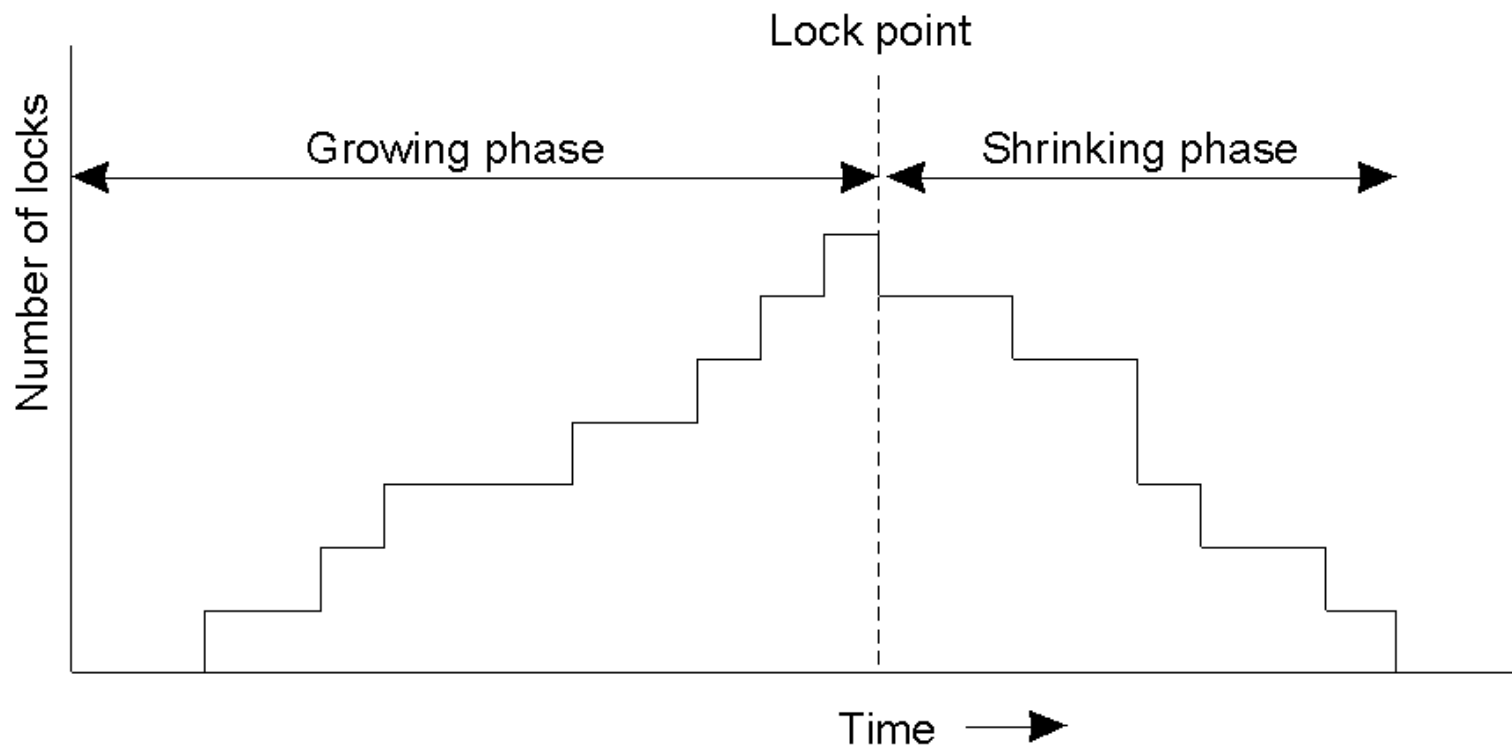 Lock point
Growing phase
Shrinking phase
Number of locks
Time